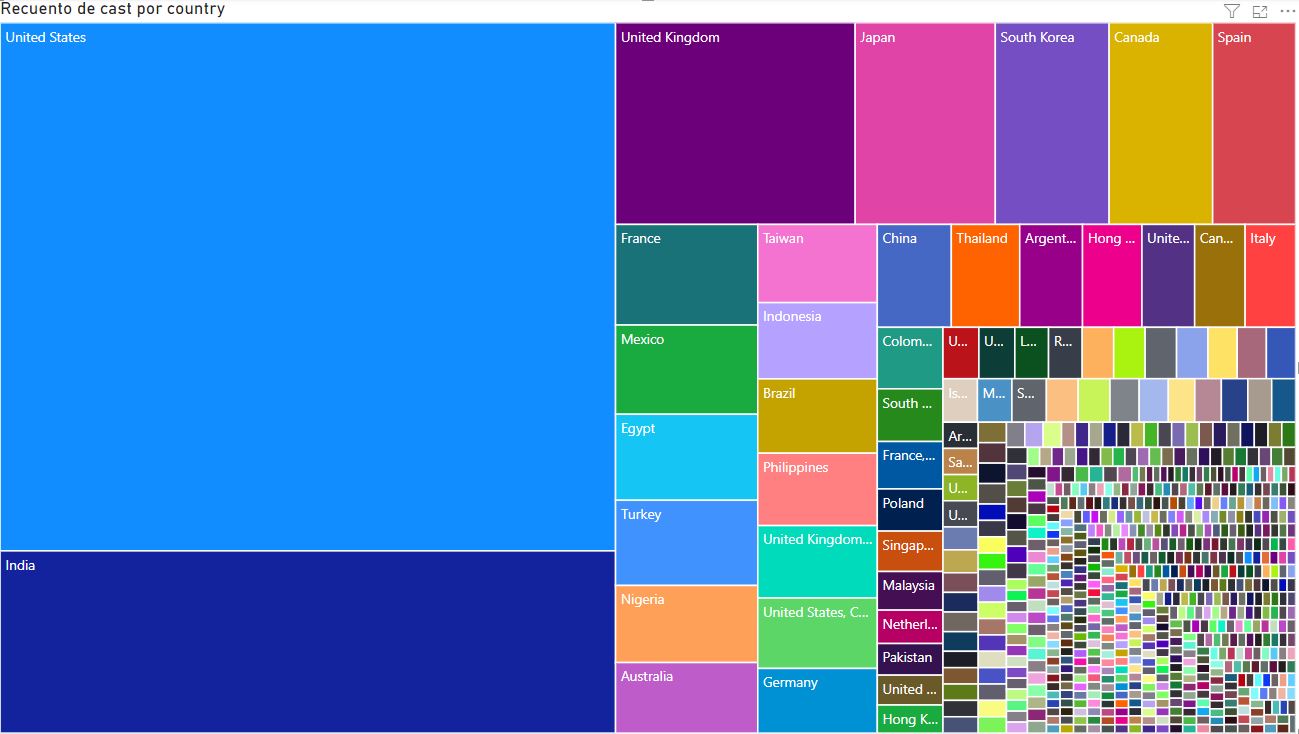 Recuento de cast por country
United States
United Kingdom
Japan
South Korea
Canada
Spain
France
Taiwan
China
Thailand
Argent...
Hong ...
Unite...
Can...
Italy
Indonesia
Mexico
Colom...
U...
U...
L...
R...
Brazil
Is...
M...
S...
South ...
Egypt
Ar...
France,...
Sa...
Philippines
U...
Poland
U...
Turkey
United Kingdom...
Singap...
India
Malaysia
Nigeria
United States, C...
Netherl...
Pakistan
Australia
Germany
United ...
Hong K...